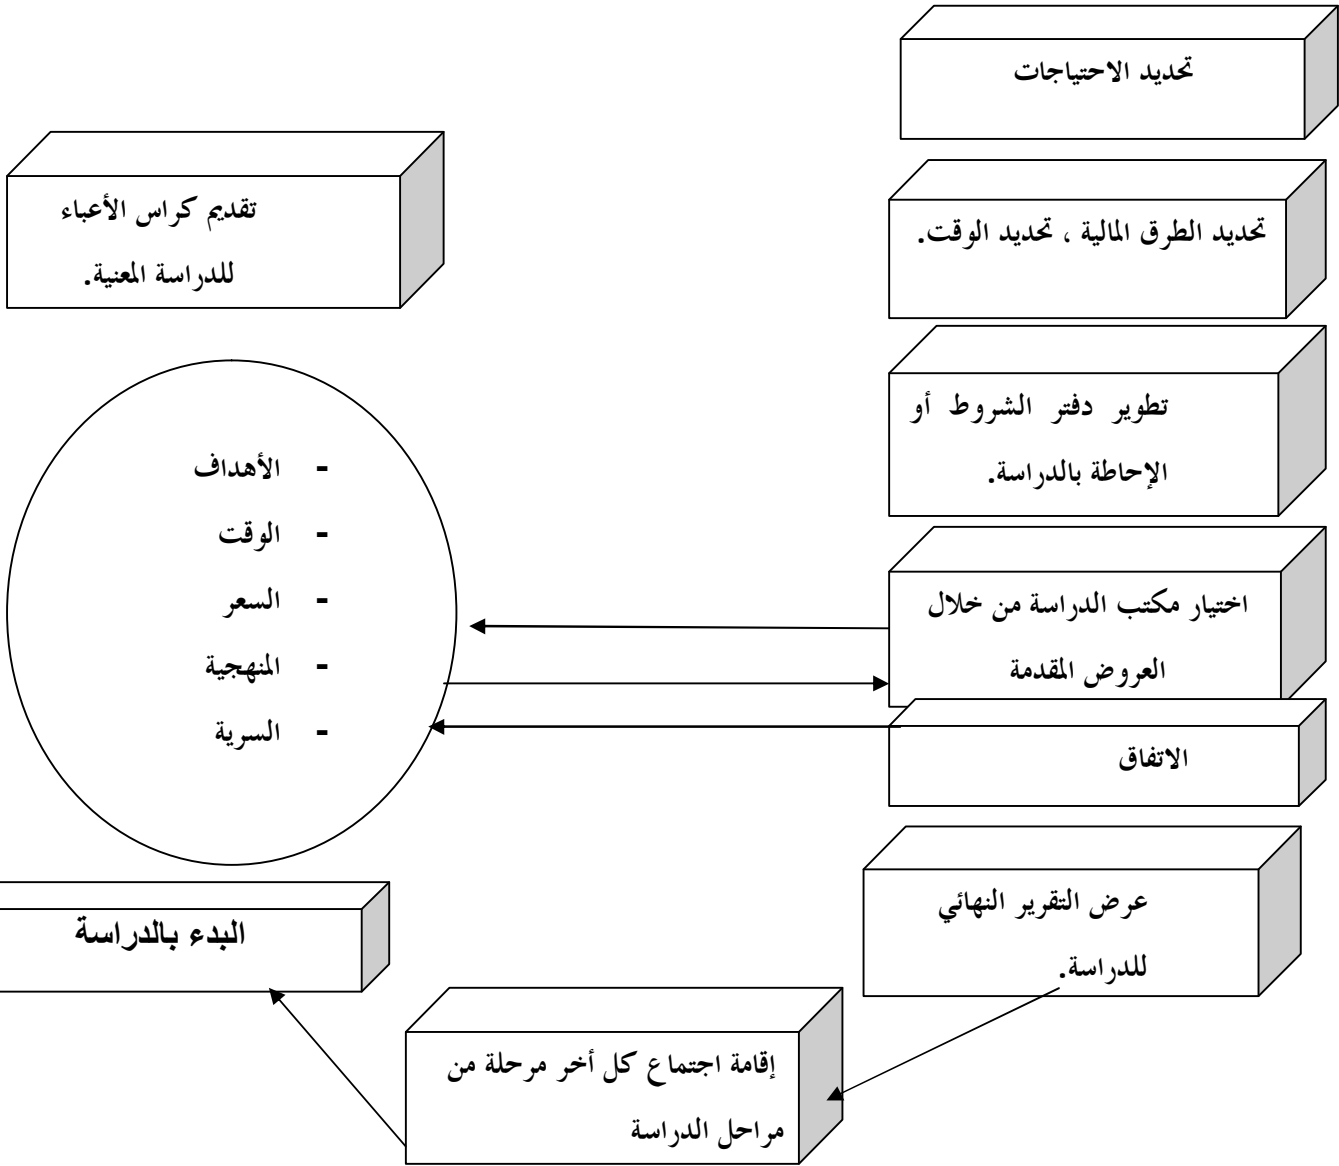 تحديد الاحتياجات
تحديد الطرق المالية ، تحديد الوقت.
تقديم كراس الأعباء
للدراسة المعنية.
تطوير دفتر الشروط أو
الإحاطة بالدراسة.
- الأهداف
- الوقت
- السعر
- المنهجية
- السرية
اختيار مكتب الدراسة من خلال
العروض المقدمة
الاتفاق
عرض التقرير النهائي
للدراسة.
البدء بالدراسة
إقامة اجتماع كل أخر مرحلة من
مراحل الدراسة